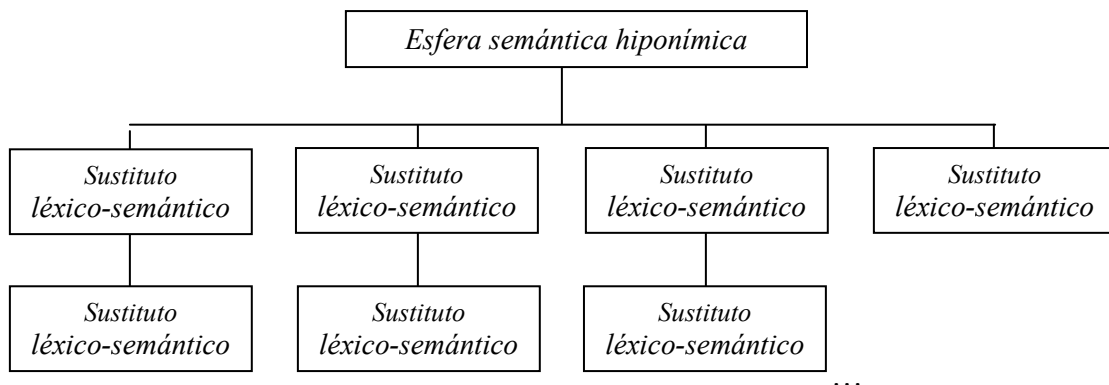 Esfera semántica hiponímica
Sustituto
léxico-semántico
Sustituto
léxico-semántico
Sustituto
léxico-semántico
Sustituto
léxico-semántico
Sustituto
léxico-semántico
Sustituto
léxico-semántico
Sustituto
léxico-semántico
...